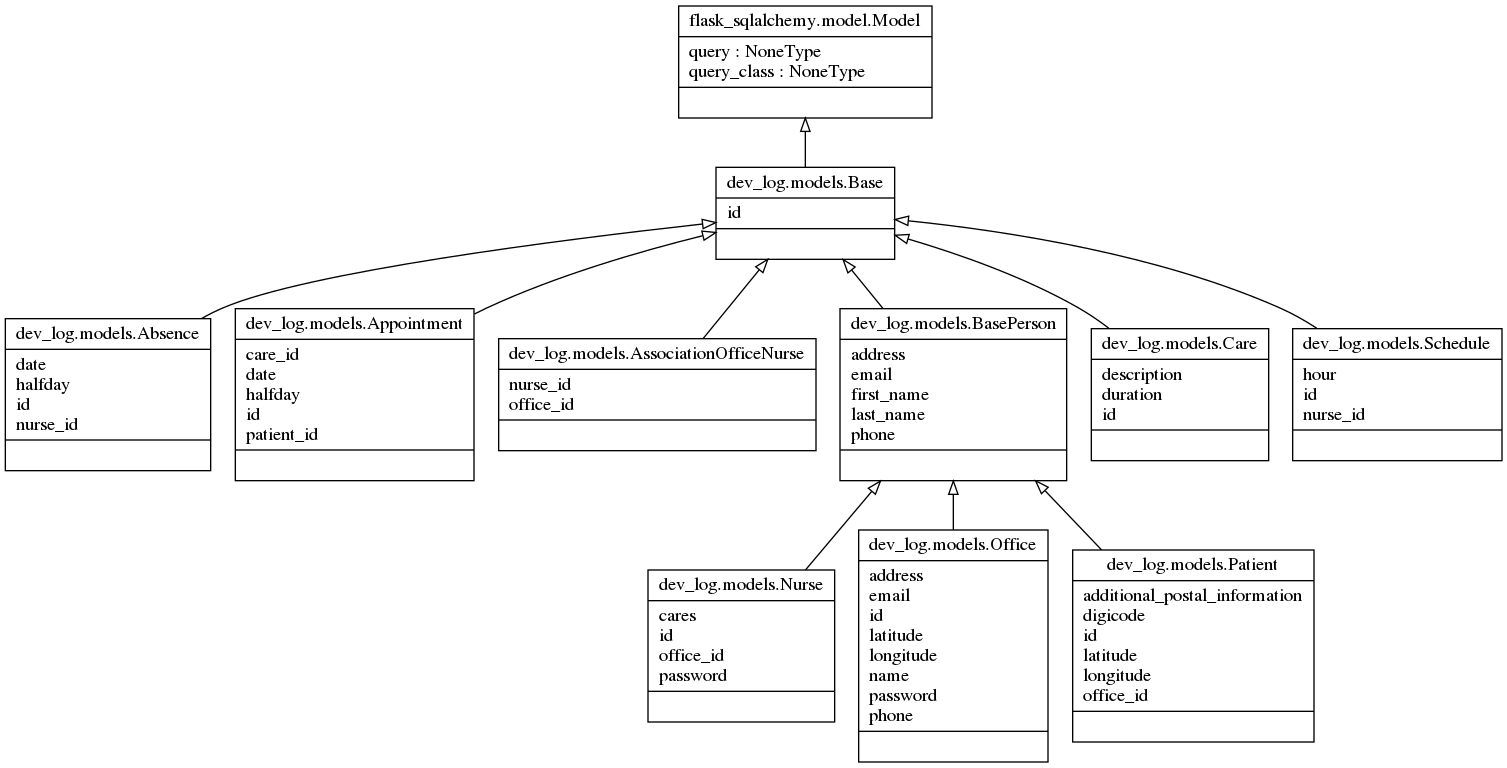 flask_sqlalchemy.model.Model
query : NoneType
query_class : NoneType
dev_log.models.Base
id
dev_log.models.Absence
date
halfday
id
nurse_id
dev_log.models.Appointment
care_id
date
halfday
id
patient_id
dev_log.models.AssociationOfficeNurse
nurse_id
office_id
dev_log.models.BasePerson
address
email
first_name
last_name
phone
dev_log.models.Care
description
duration
id
dev_log.models.Schedule
hour
id
nurse_id
dev_log.models.Nurse
cares
id
office_id
password
dev_log.models.Office
address
email
id
latitude
longitude
name
password
phone
dev_log.models.Patient
additional_postal_information
digicode
id
latitude
longitude
office_id